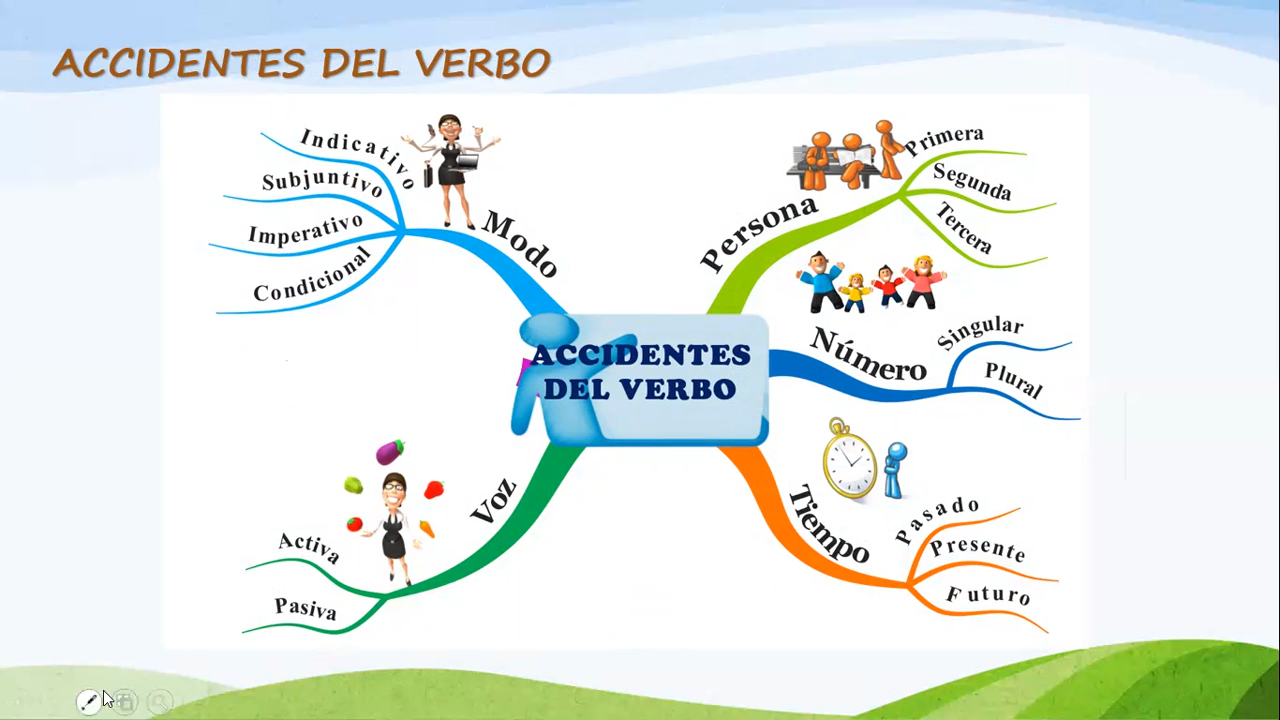 ACCIDENTES DEL VERBO
Modo
Indicativo
Subjuntivo
Imperativo
Condicional
Persona
Primera
Segunda
Tercera
ACCIDENTES
DEL VERBO
Número
Singular
Plural
Voz
Activa
Pasiva
Tiempo
Pasado
Presente
Futuro